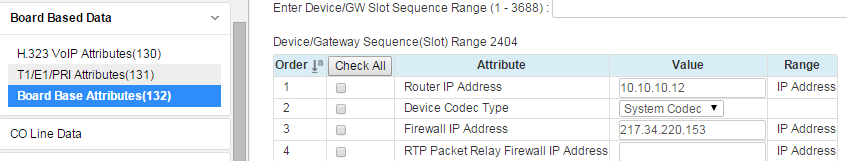 Board Based Data
H.323 VoIP Attributes(130)
T1/E1/PRI Attributes(131)
Board Base Attributes(132)
CO Line Data
Enter Device/GW Slot Sequence Range (1 - 3688) :
Device/Gateway Sequence(Slot) Range 2404
Order Check All Attribute Value Range
1 Router IP Address 10.10.10.12 IP Address
2 Device Codec Type System Codec
3 Firewall IP Address 217.34.220.153 IP Address
4 RTP Packet Relay Firewall IP Address IP Address